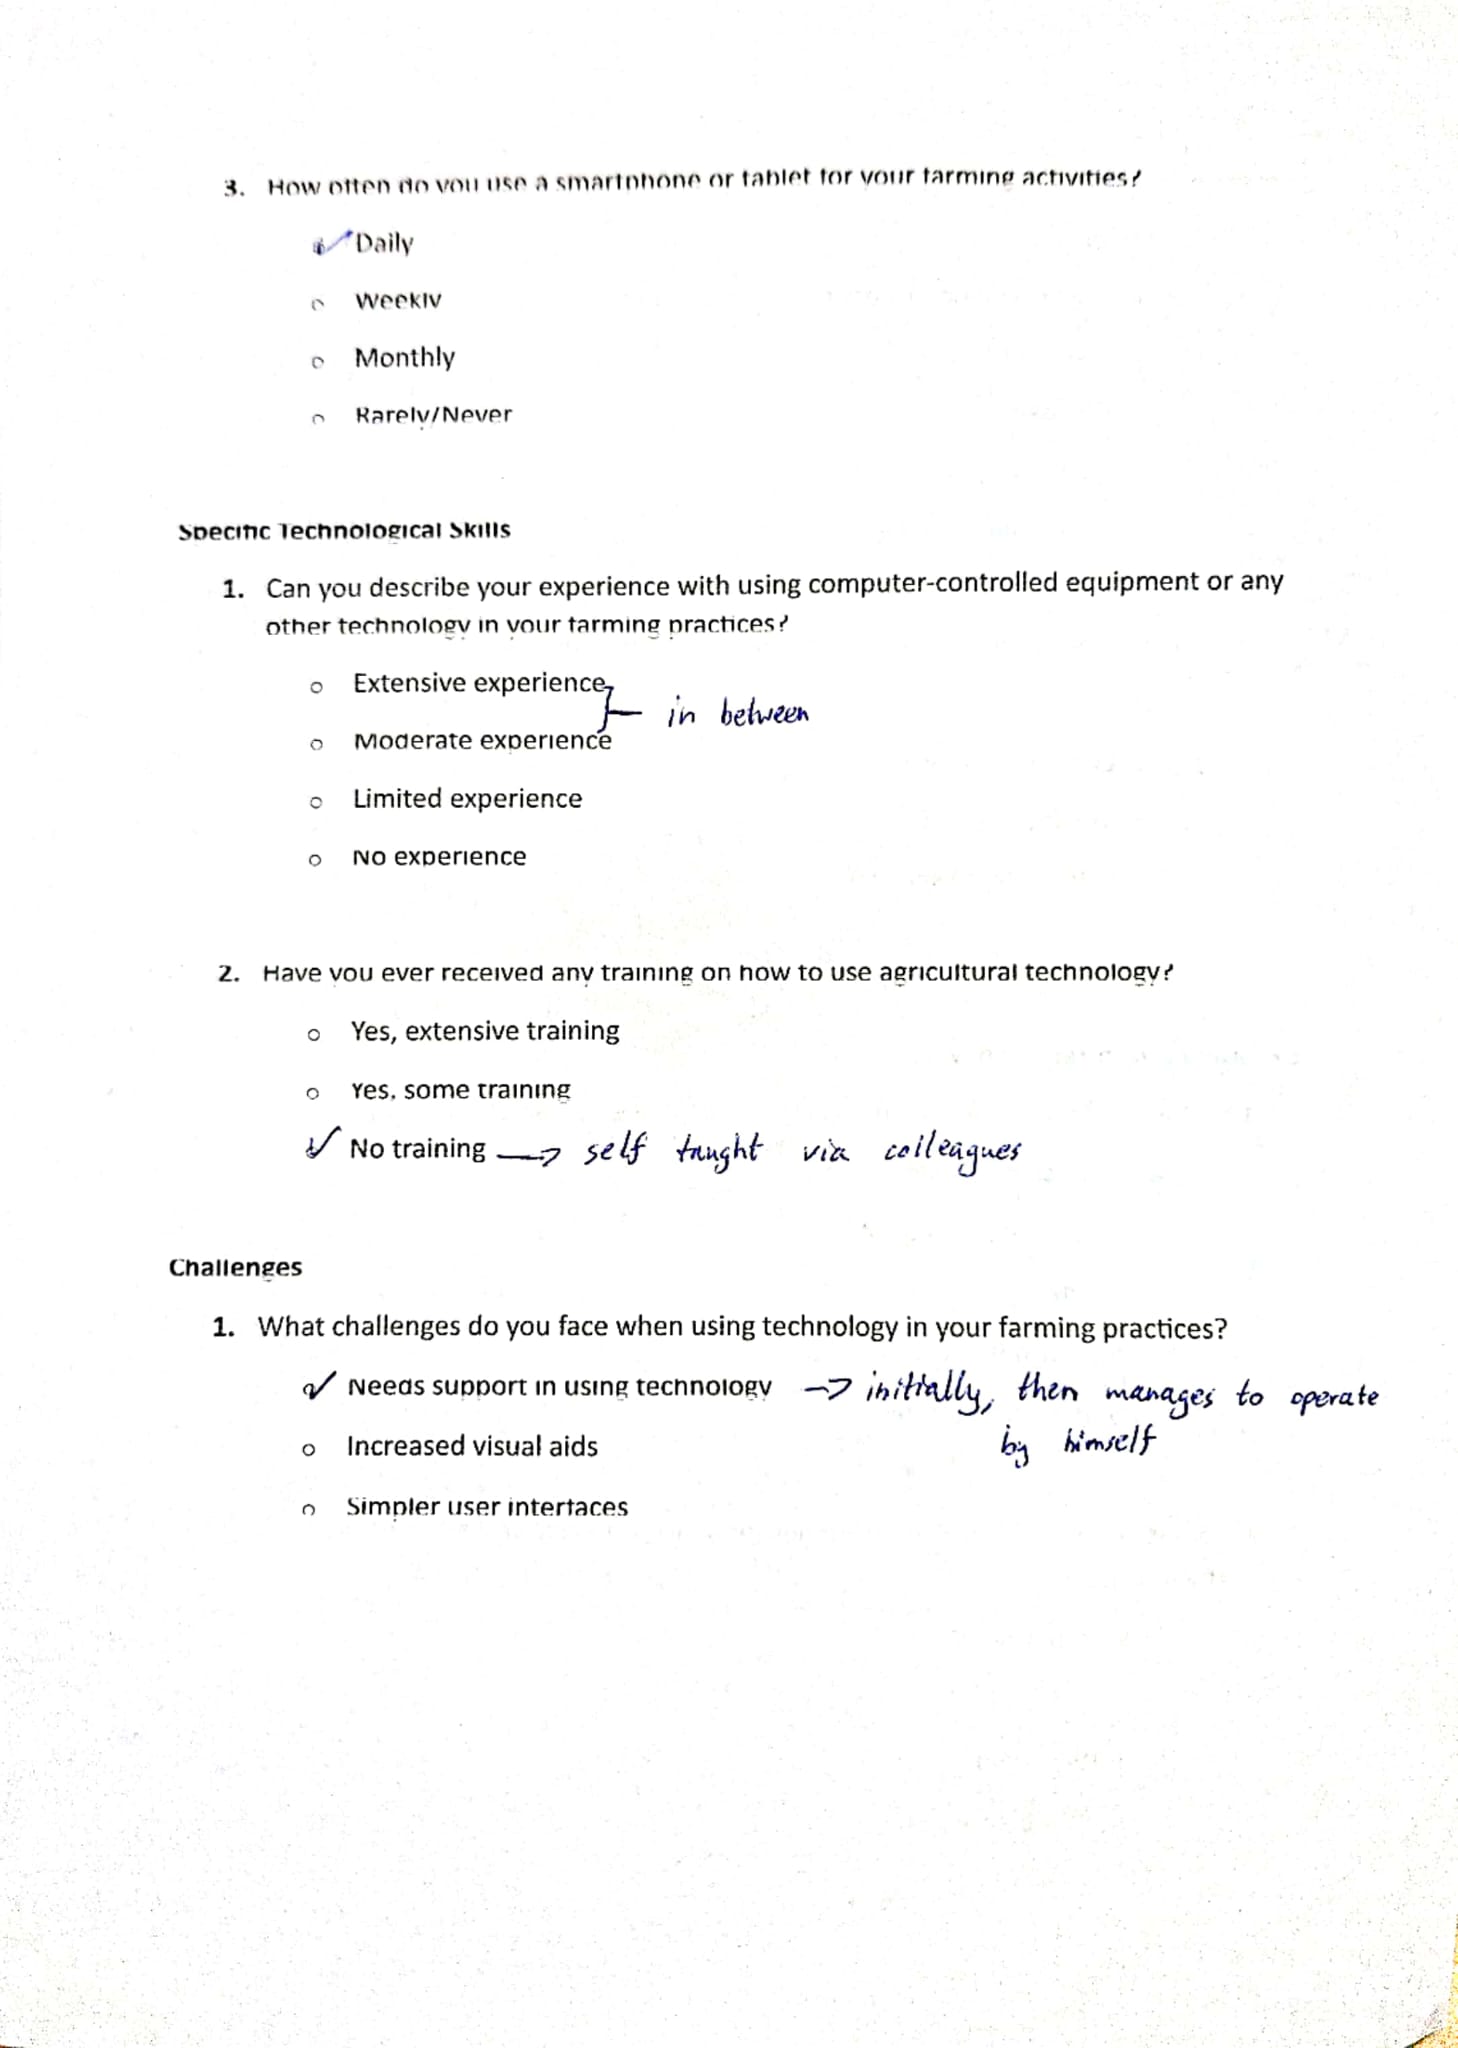 3. How often do you use a smartphone or tablet for your farming activities?
✓ Daily
o Weekly
o Monthly
o Rarely/Never
Specific Technological Skills
1. Can you describe your experience with using computer-controlled equipment or any
other technology in your farming practices?
o Extensive experience
in between
o Moderate experience
o Limited experience
o No experience
2. Have you ever received any training on how to use agricultural technology?
o Yes, extensive training
o Yes, some training
✓ No training → self taught via colleagues
Challenges
1. What challenges do you face when using technology in your farming practices?
✓ Needs support in using technology → initially, then manages to operate
by himself
o Increased visual aids
o Simpler user interfaces